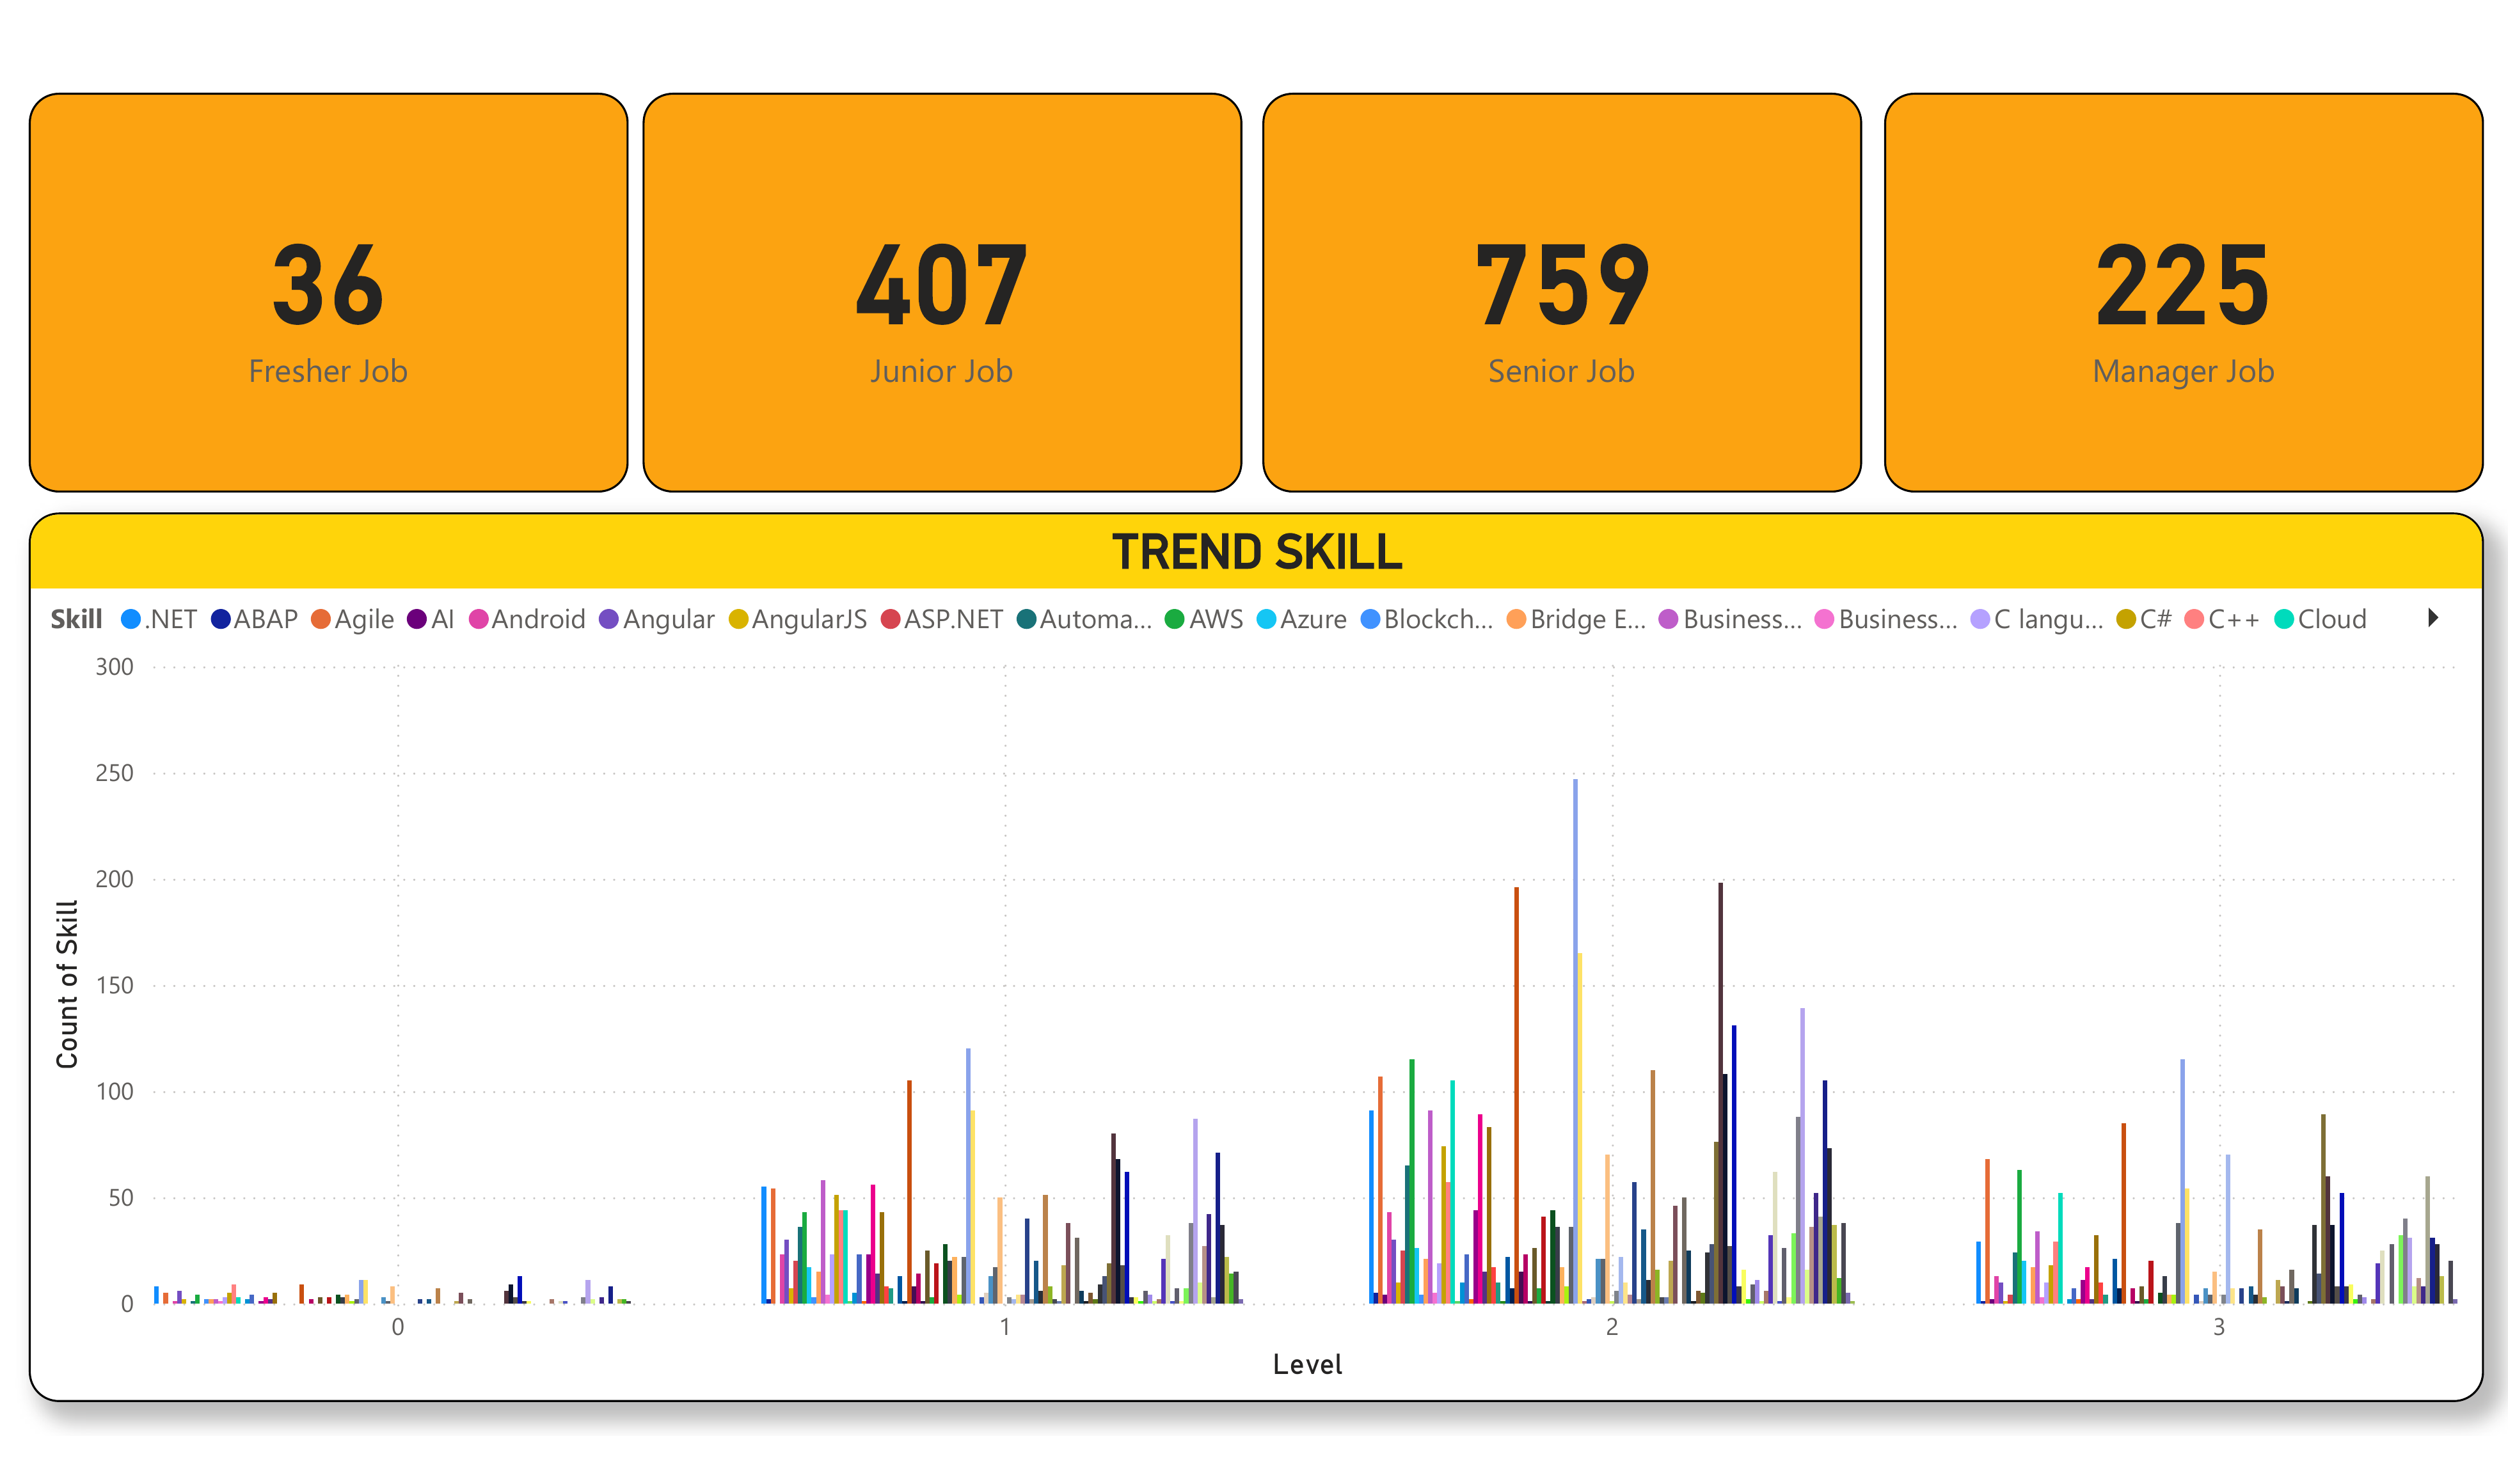 36
Fresher Job
407
Junior Job
759
Senior Job
225
Manager Job
TREND SKILL
Skill .NET ABAP Agile AI Android Angular AngularJS ASP.NET Automa... AWS Azure Blockch... Bridge E... Business... Business... C langu... C# C++ Cloud
300
250
200
150
100
50
0
Count of Skill
0 1 2 3
Level